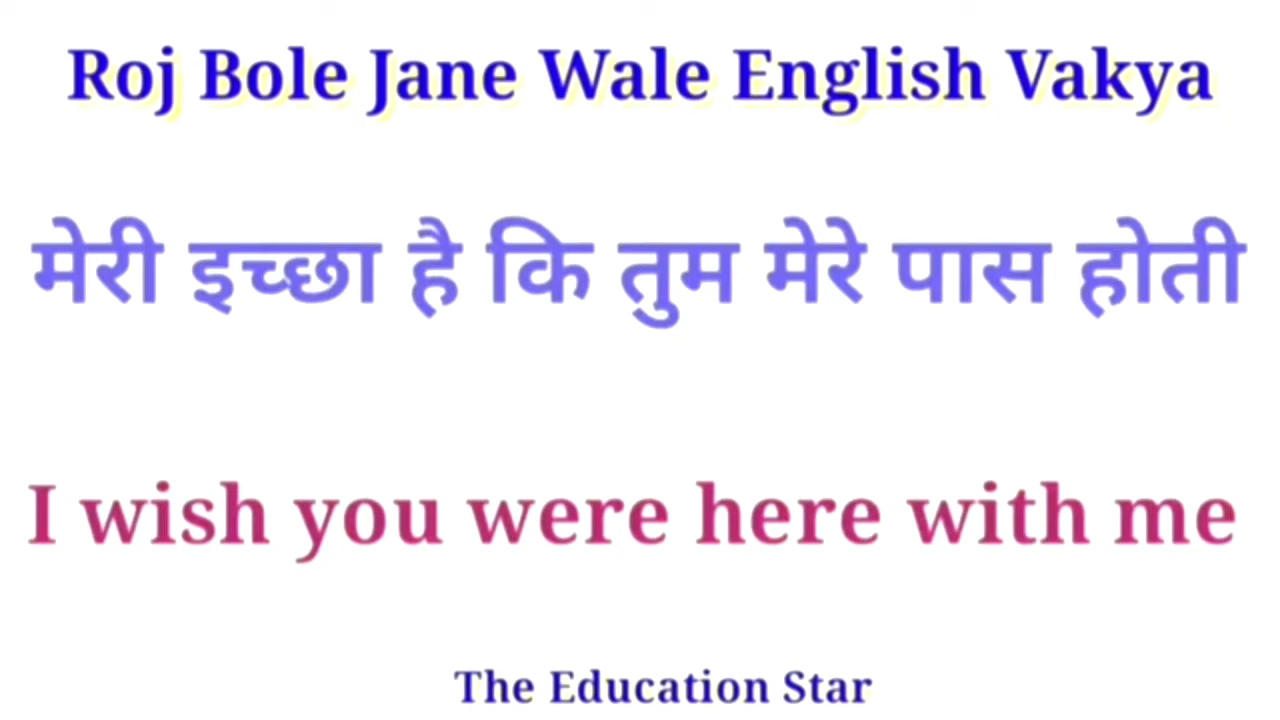 Roj Bole Jane Wale English Vakya
मेरी इच्छा है कि तुम मेरे पास होती
I wish you were here with me
The Education Star